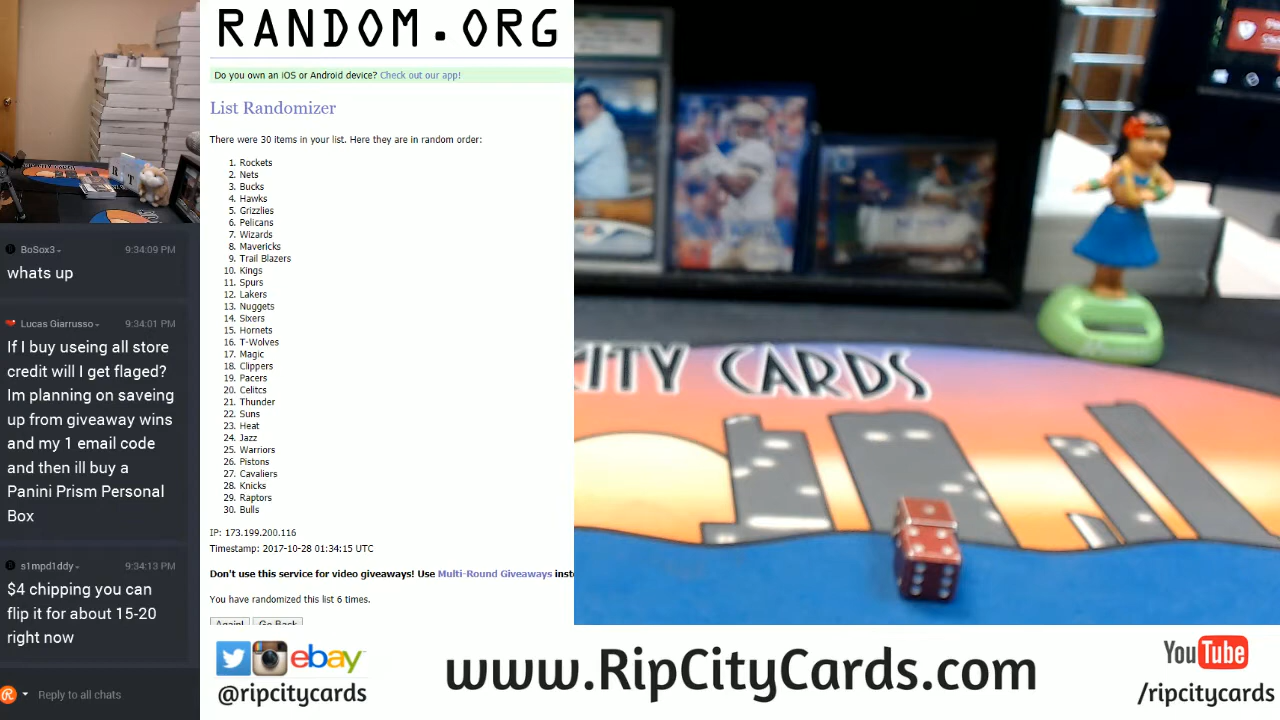 RANDOM.ORG
Do you own an iOS or Android device? Check out our app!
List Randomizer
There were 30 items in your list. Here they are in random order:
1. Rockets
2. Nets
3. Bucks
4. Hawks
5. Grizzlies
6. Pelicans
7. Wizards
8. Mavericks
9. Trail Blazers
10. Kings
11. Spurs
12. Lakers
13. Nuggets
14. Sixers
15. Hornets
16. T-Wolves
17. Magic
18. Clippers
19. Pacers
20. Celitcs
21. Thunder
22. Suns
23. Heat
24. Jazz
25. Warriors
26. Pistons
27. Cavaliers
28. Knicks
29. Raptors
30. Bulls
IP: 173.199.200.116
Timestamp: 2017-10-28 01:34:15 UTC
Don't use this service for video giveaways! Use Multi-Round Giveaways inst
You have randomized this list 6 times.
Again! Go Back
BoSox3 9:34:09 PM
whats up
Lucas Giarrusso 9:34:01 PM
If I buy useing all store
credit will I get flaged?
Im planning on saveing
up from giveaway wins
and my 1 email code
and then ill buy a
Panini Prism Personal
Box
s1mpd1ddy 9:34:13 PM
$4 chipping you can
flip it for about 15-20
right now
Reply to all chats
CITY CARDS
ebay
@ripcitycards
www.RipCityCards.com
YouTube
/ripcitycards